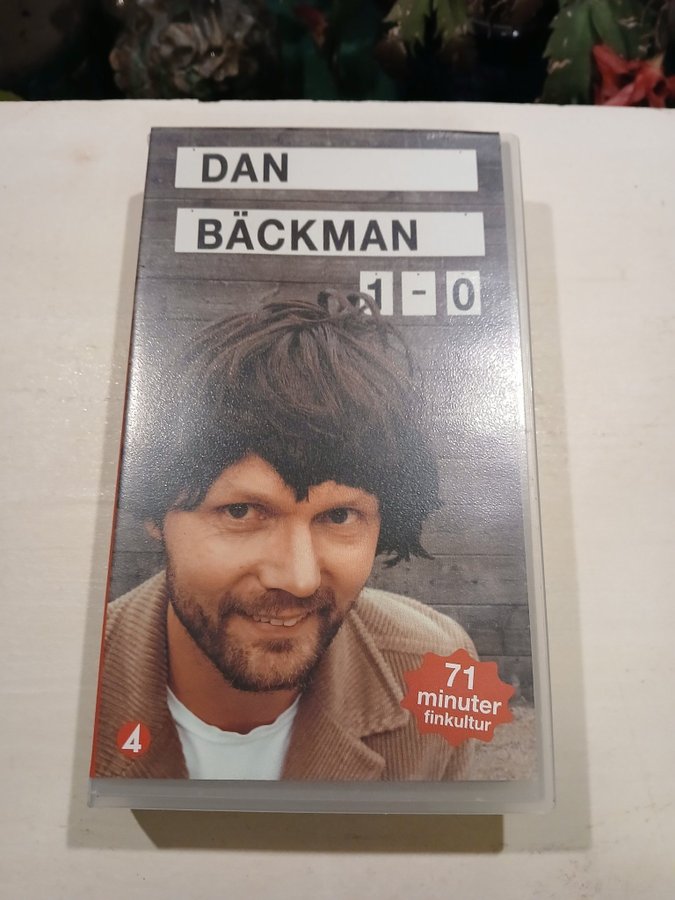 DAN
BÄCKMAN
1-0
71
minuter
finkultur
4